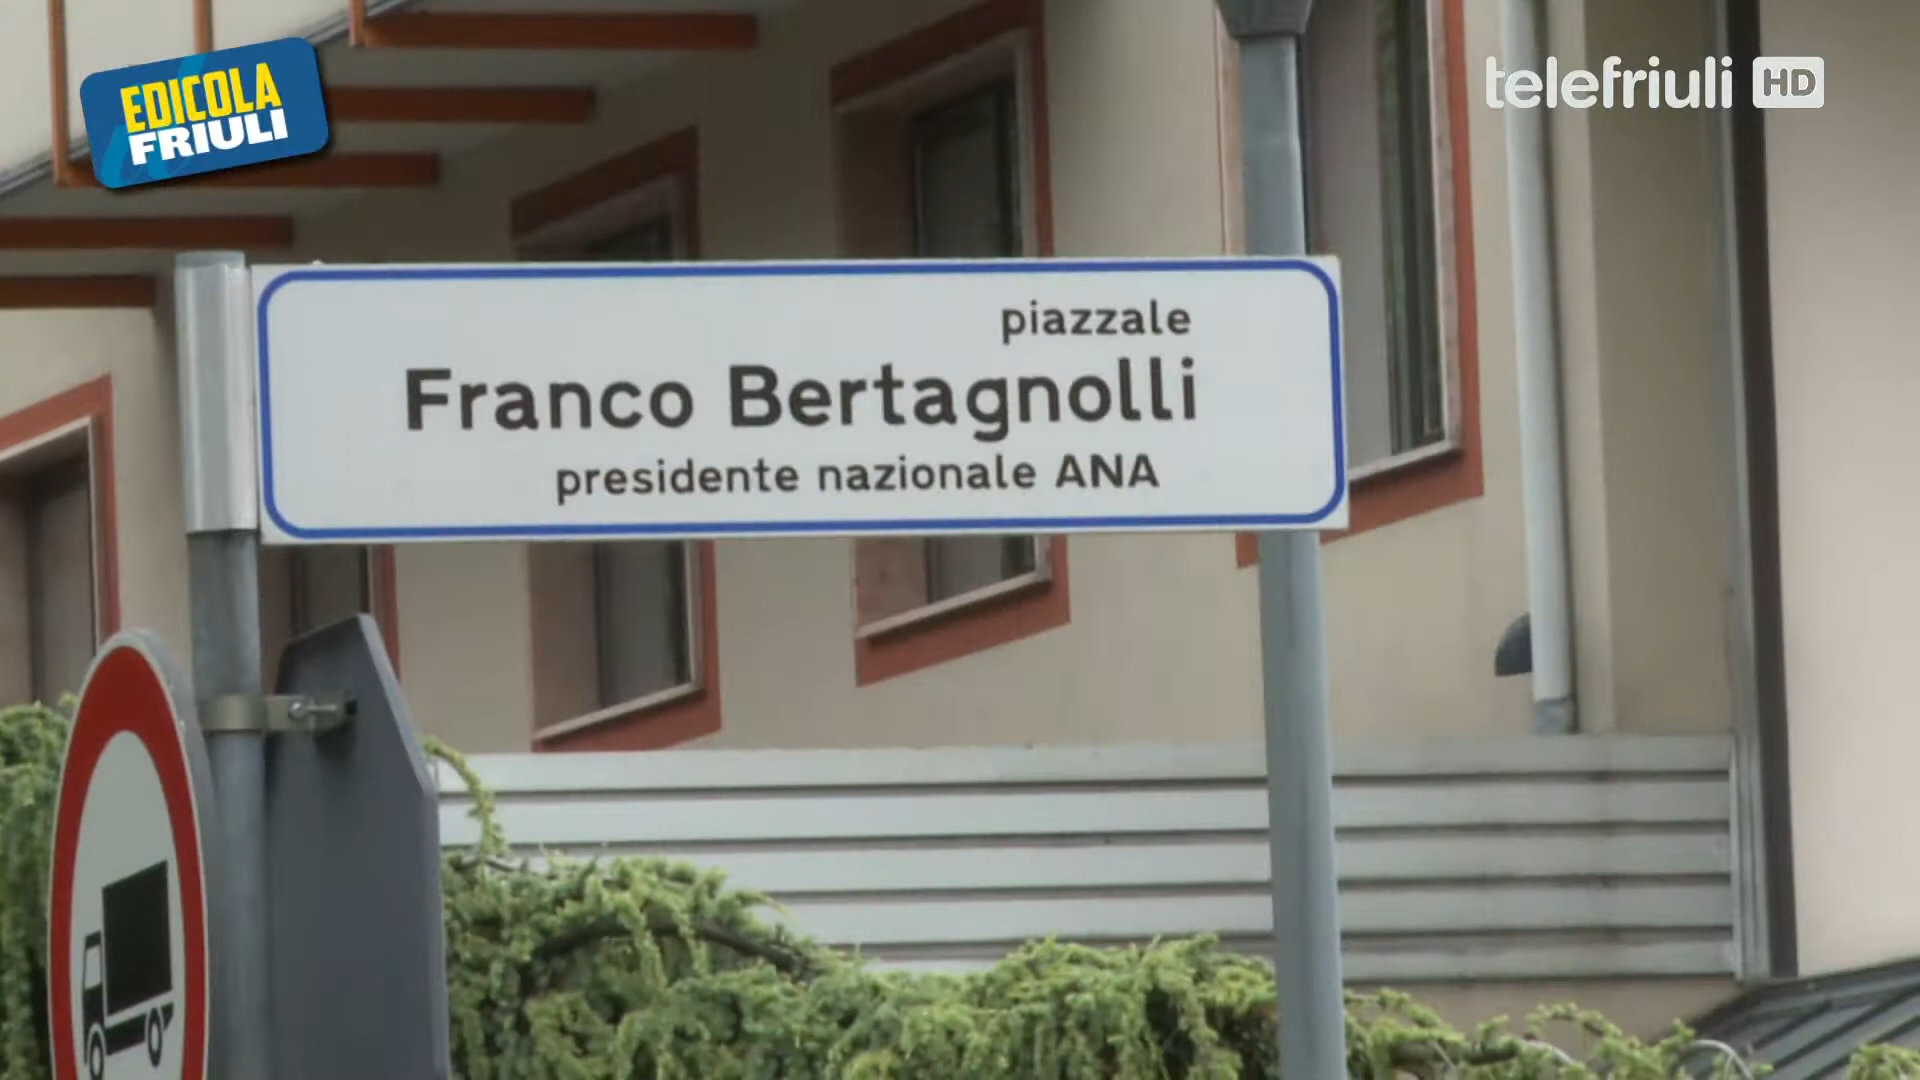 EDICOLA
FRIULI
telefriuli HD
piazzale
Franco Bertagnolli
presidente nazionale ANA